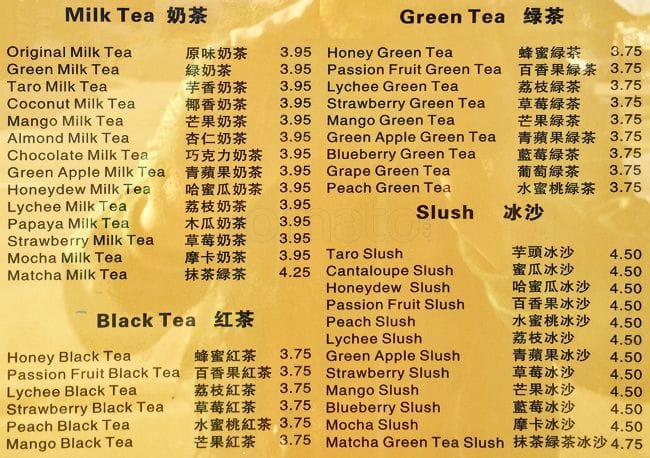 Milk Tea 奶茶
Original Milk Tea 原味奶茶 3.95
Green Milk Tea 綠奶茶 3.95
Taro Milk Tea 芋香奶茶 3.95
Coconut Milk Tea 椰香奶茶 3.95
Mango Milk Tea 芒果奶茶 3.95
Almond Milk Tea 杏仁奶茶 3.95
Chocolate Milk Tea 巧克力奶茶 3.95
Green Apple Milk Tea 青蘋果奶茶 3.95
Honeydew Milk Tea 哈蜜瓜奶茶 3.95
Lychee Milk Tea 荔枝奶茶 3.95
Papaya Milk Tea 木瓜奶茶 3.95
Strawberry Milk Tea 草莓奶茶 3.95
Mocha Milk Tea 摩卡奶茶 3.95
Matcha Milk Tea 抹茶綠茶 4.25
Black Tea 红茶
Honey Black Tea 蜂蜜紅茶 3.75
Passion Fruit Black Tea 百香果紅茶 3.75
Lychee Black Tea 荔枝紅茶 3.75
Strawberry Black Tea 草莓紅茶 3.75
Peach Black Tea 水蜜桃紅茶 3.75
Mango Black Tea 芒果紅茶 3.75
Green Tea 绿茶
Honey Green Tea 蜂蜜綠茶 3.75
Passion Fruit Green Tea 百香果綠茶 3.75
Lychee Green Tea 荔枝綠茶 3.75
Strawberry Green Tea 草莓綠茶 3.75
Mango Green Tea 芒果綠茶 3.75
Green Apple Green Tea 青蘋果綠茶 3.75
Blueberry Green Tea 藍莓綠茶 3.75
Grape Green Tea 葡萄綠茶 3.75
Peach Green Tea 水蜜桃綠茶 3.75
Slush 冰沙
Taro Slush 芋頭冰沙 4.50
Cantaloupe Slush 蜜瓜冰沙 4.50
Honeydew Slush 哈蜜瓜冰沙 4.50
Passion Fruit Slush 百香果冰沙 4.50
Peach Slush 水蜜桃冰沙 4.50
Lychee Slush 荔枝冰沙 4.50
Green Apple Slush 青蘋果冰沙 4.50
Strawberry Slush 草莓冰沙 4.50
Mango Slush 芒果冰沙 4.50
Blueberry Slush 藍莓冰沙 4.50
Mocha Slush 摩卡冰沙 4.50
Matcha Green Tea Slush 抹茶綠茶冰沙 4.75